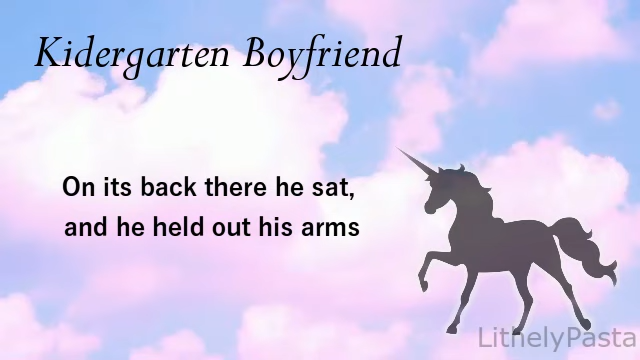 Kidergarten Boyfriend
On its back there he sat,
and he held out his arms
LithelyPasta